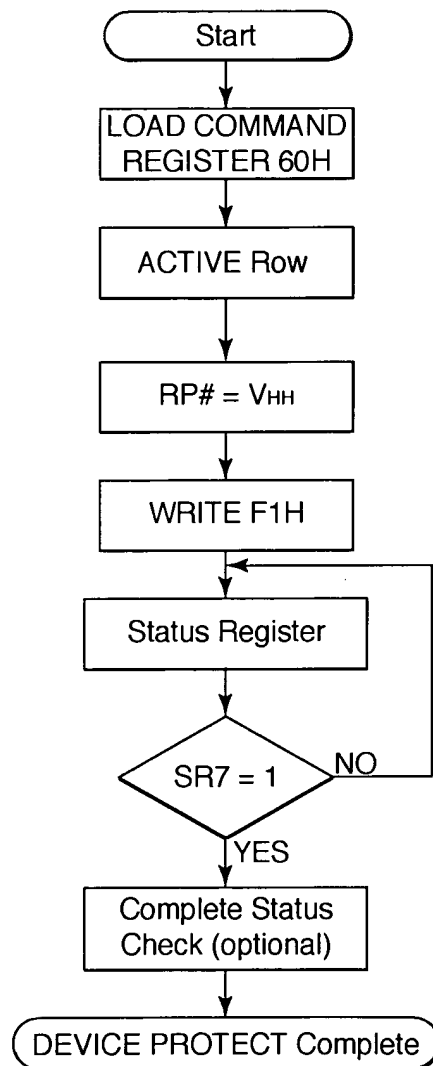 Start
LOAD COMMAND
REGISTER 60H
ACTIVE Row
RP# = VHH
WRITE F1H
Status Register
SR7 = 1
NO
YES
Complete Status
Check (optional)
DEVICE PROTECT Complete